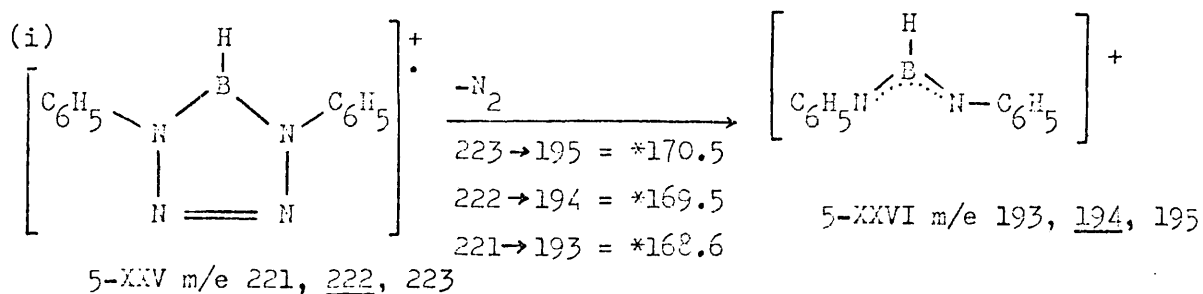 (i)
H
B
C6H5
N
N
C6H5
N
N
+
.
-N2
223→195 = *170.5
222→194 = *169.5
221→193 = *168.6
H
B
C6H5N
N-C6H5
+
5-XXVI m/e 193, 194, 195
5-XXV m/e 221, 222, 223